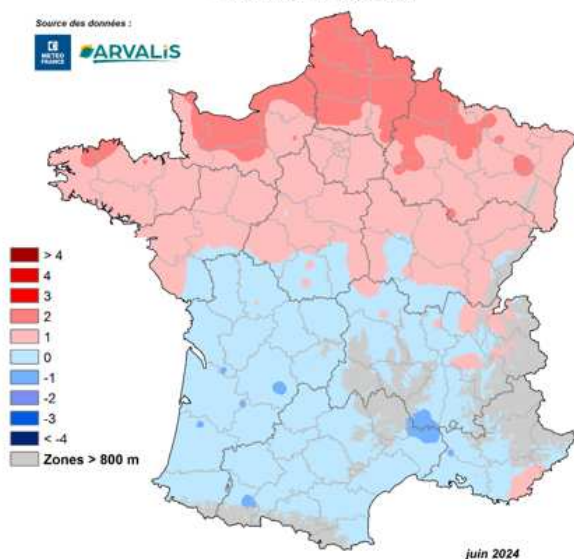 Source des données :
METEO
FRANCE
ARVALIS
> 4
4
3
2
1
0
-1
-2
-3
< -4
Zones > 800 m
juin 2024